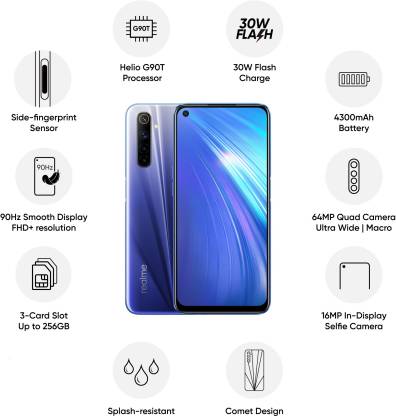 G90T
Helio G90T
Processor
30W
FLASH
30W Flash
Charge
Side-fingerprint
Sensor
4300mAh
Battery
90Hz
90Hz Smooth Display
FHD+ resolution
64MP Quad Camera
Ultra Wide | Macro
realme
3-Card Slot
Up to 256GB
16MP In-Display
Selfie Camera
Splash-resistant
Comet Design